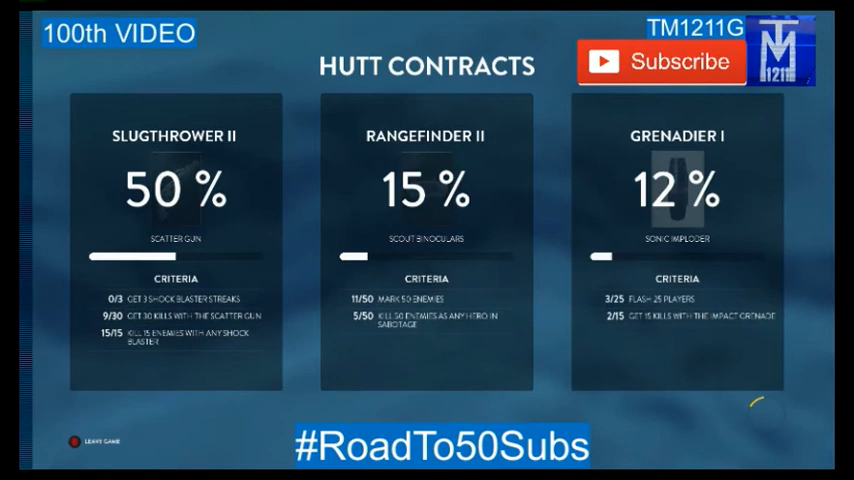 100th VIDEO
TM1211G
Subscribe
TM
1211
HUTT CONTRACTS
SLUGTHROWER II
50 %
SCATTER GUN
CRITERIA
0/3 GET 3 SHOCK BLASTER STREAKS
9/30 GET 30 KILLS WITH THE SCATTER GUN
15/15 KILL 15 ENEMIES WITH ANY SHOCK
BLASTER
RANGEFINDER II
15 %
SCOUT BINOCULARS
CRITERIA
11/50 MARK 50 ENEMIES
5/50 KILL 50 ENEMIES AS ANY HERO IN
SABOTAGE
GRENADIER I
12 %
SONIC IMPLODER
CRITERIA
3/25 FLASH 25 PLAYERS
2/15 GET 15 KILLS WITH THE IMPACT GRENADE
LEAVE GAME
#RoadTo50Subs